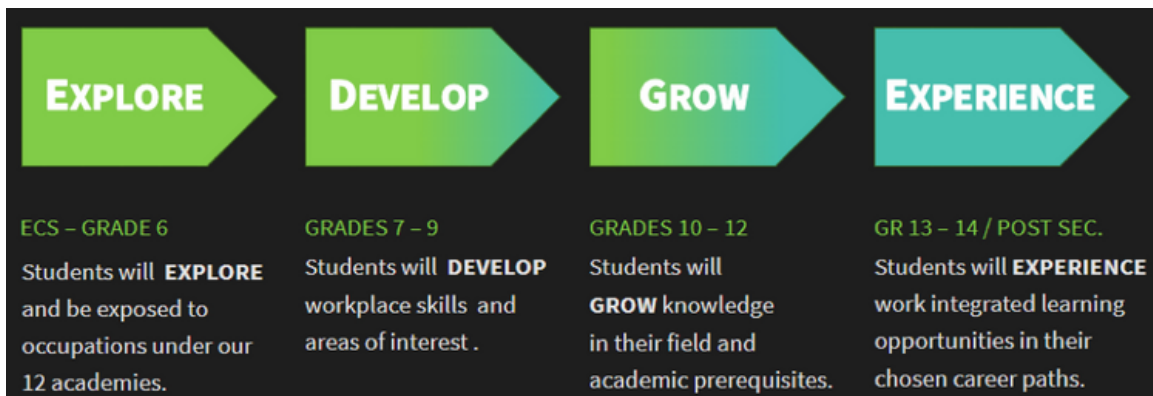 EXPLORE
DEVELOP
GROW
EXPERIENCE
ECS – GRADE 6
Students will EXPLORE
and be exposed to
occupations under our
12 academies.
GRADES 7 – 9
Students will DEVELOP
workplace skills and
areas of interest .
GRADES 10 – 12
Students will
GROW knowledge
in their field and
academic prerequisites.
GR 13 – 14 / POST SEC.
Students will EXPERIENCE
work integrated learning
opportunities in their
chosen career paths.